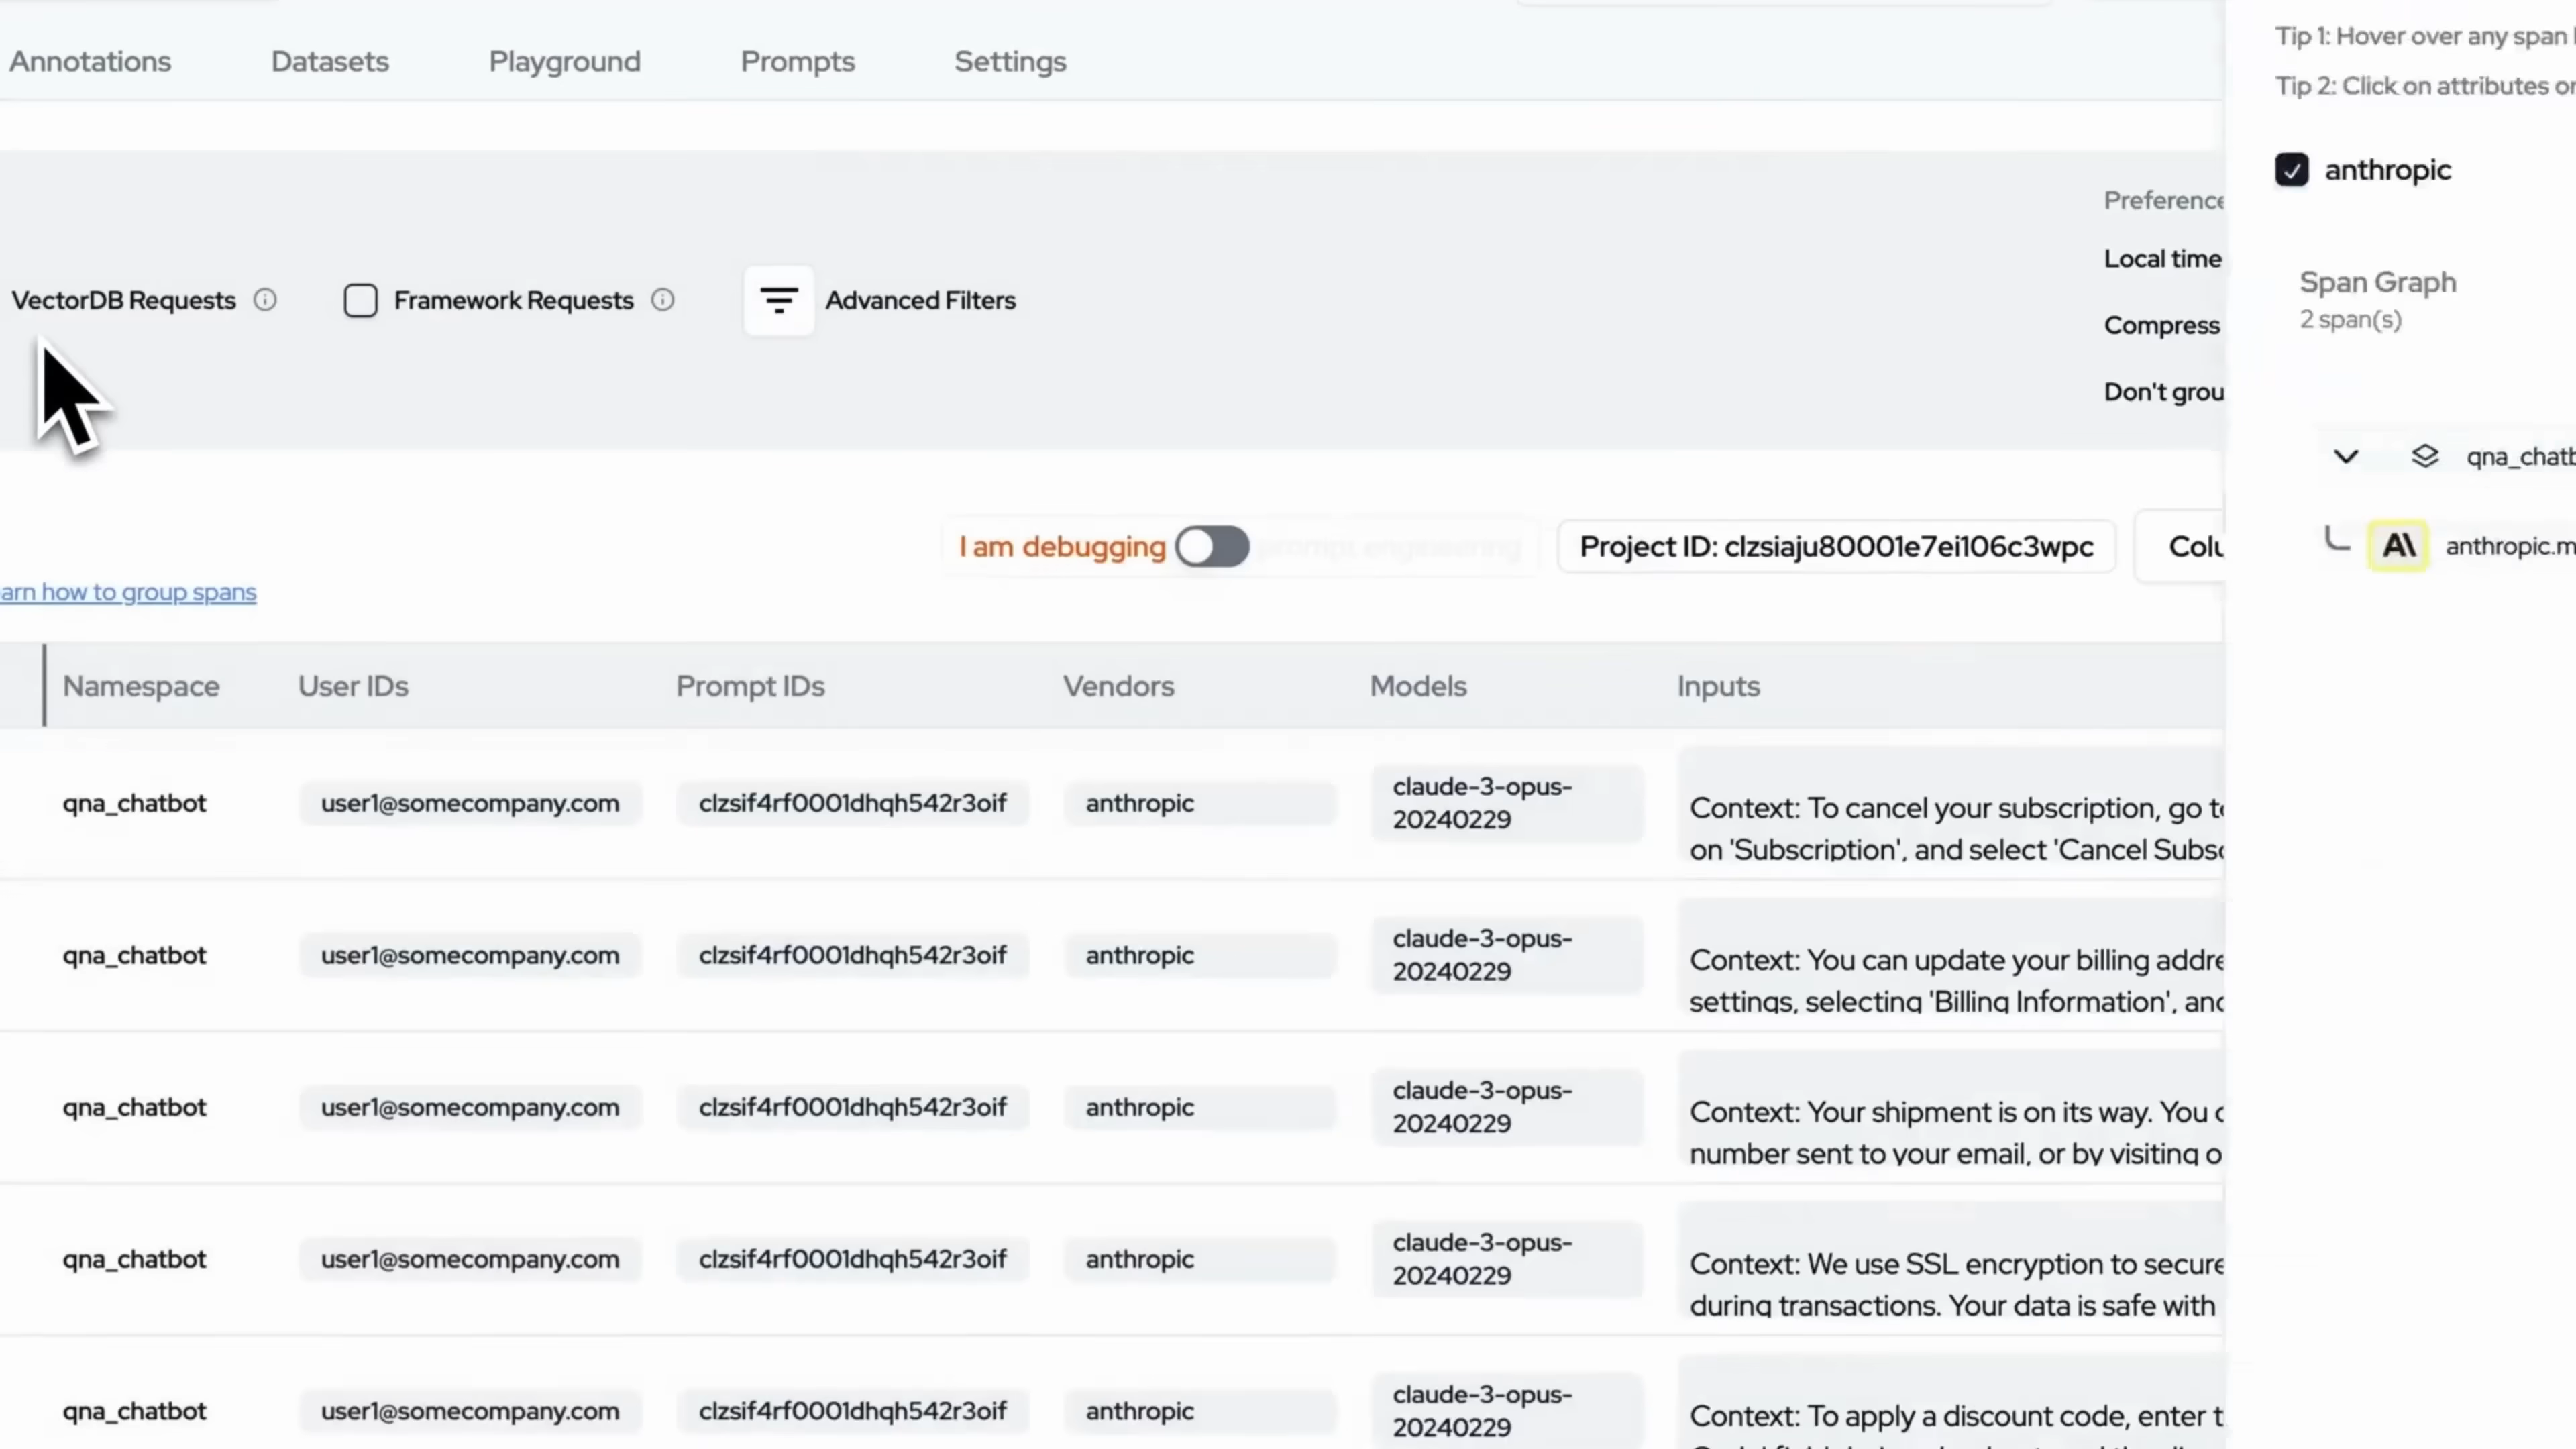 Annotations Datasets Playground Prompts Settings
Tip 1: Hover over any span
Tip 2: Click on attributes or
anthropic
Preference
Local time
Compress
Don't grou
VectorDB Requests Framework Requests Advanced Filters
Span Graph
2 span(s)
qna_chatb
anthropic.m
I am debugging prompt engineering Project ID: clzsiaju80001e7ei106c3wpc Colu
arn how to group spans
Namespace User IDs Prompt IDs Vendors Models Inputs
qna_chatbot user1@somecompany.com clzsif4rf0001dhqh542r3oif anthropic claude-3-opus-
20240229
Context: To cancel your subscription, go to
on 'Subscription', and select 'Cancel Subsc
qna_chatbot user1@somecompany.com clzsif4rf0001dhqh542r3oif anthropic claude-3-opus-
20240229
Context: You can update your billing addre
settings, selecting 'Billing Information', and
qna_chatbot user1@somecompany.com clzsif4rf0001dhqh542r3oif anthropic claude-3-opus-
20240229
Context: Your shipment is on its way. You c
number sent to your email, or by visiting o
qna_chatbot user1@somecompany.com clzsif4rf0001dhqh542r3oif anthropic claude-3-opus-
20240229
Context: We use SSL encryption to secure
during transactions. Your data is safe with
qna_chatbot user1@somecompany.com clzsif4rf0001dhqh542r3oif anthropic claude-3-opus-
20240229
Context: To apply a discount code, enter t